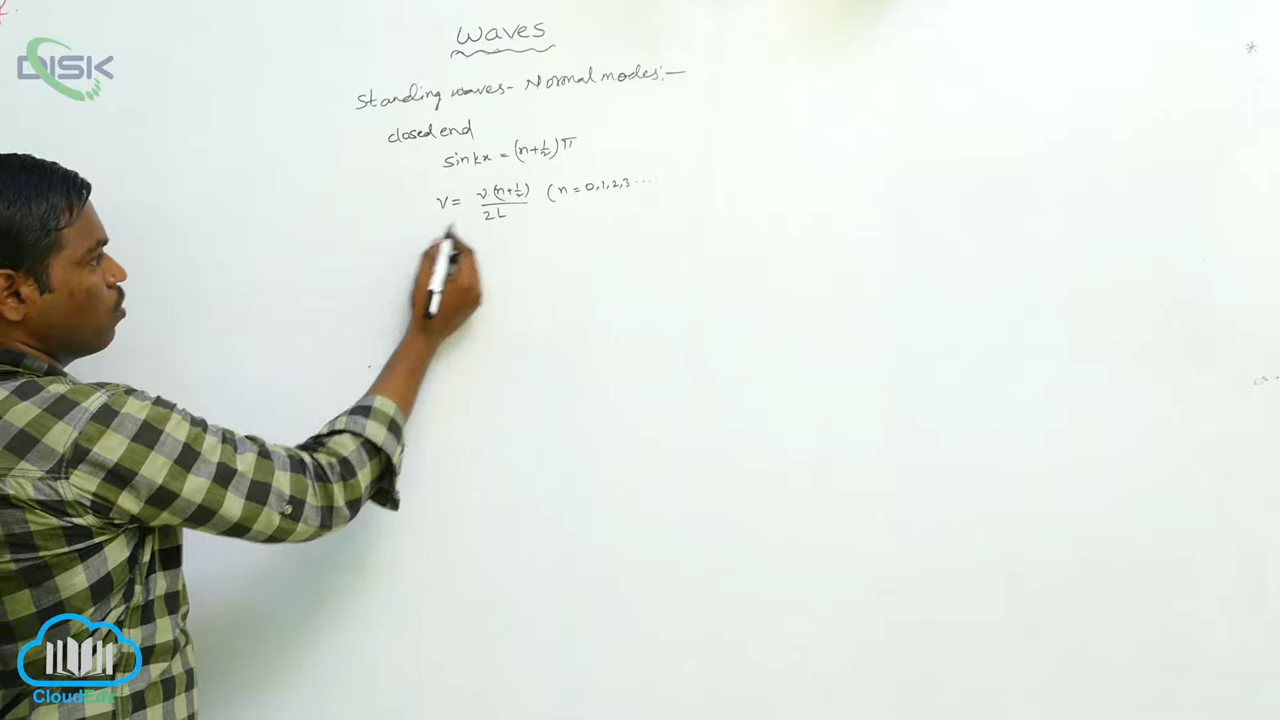 Waves
DISK
Standing waves - Normal modes:-
closed end
sin kx = (n+1/2) π
ν = v (n+1/2) / 2L (n = 0,1,2,3 ....
CloudEdz